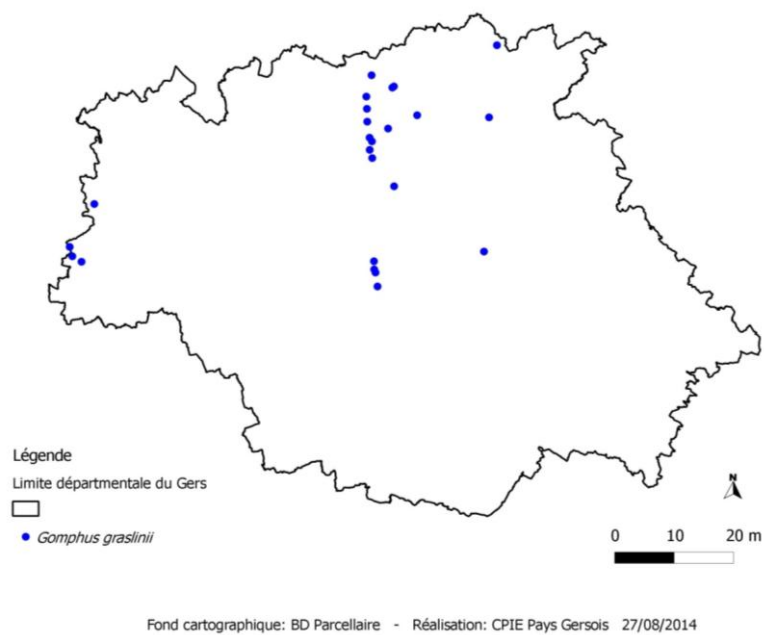 Légende
Limite départmentale du Gers
Gomphus graslinii
N
0 10 20 m
Fond cartographique: BD Parcellaire - Réalisation: CPIE Pays Gersois 27/08/2014